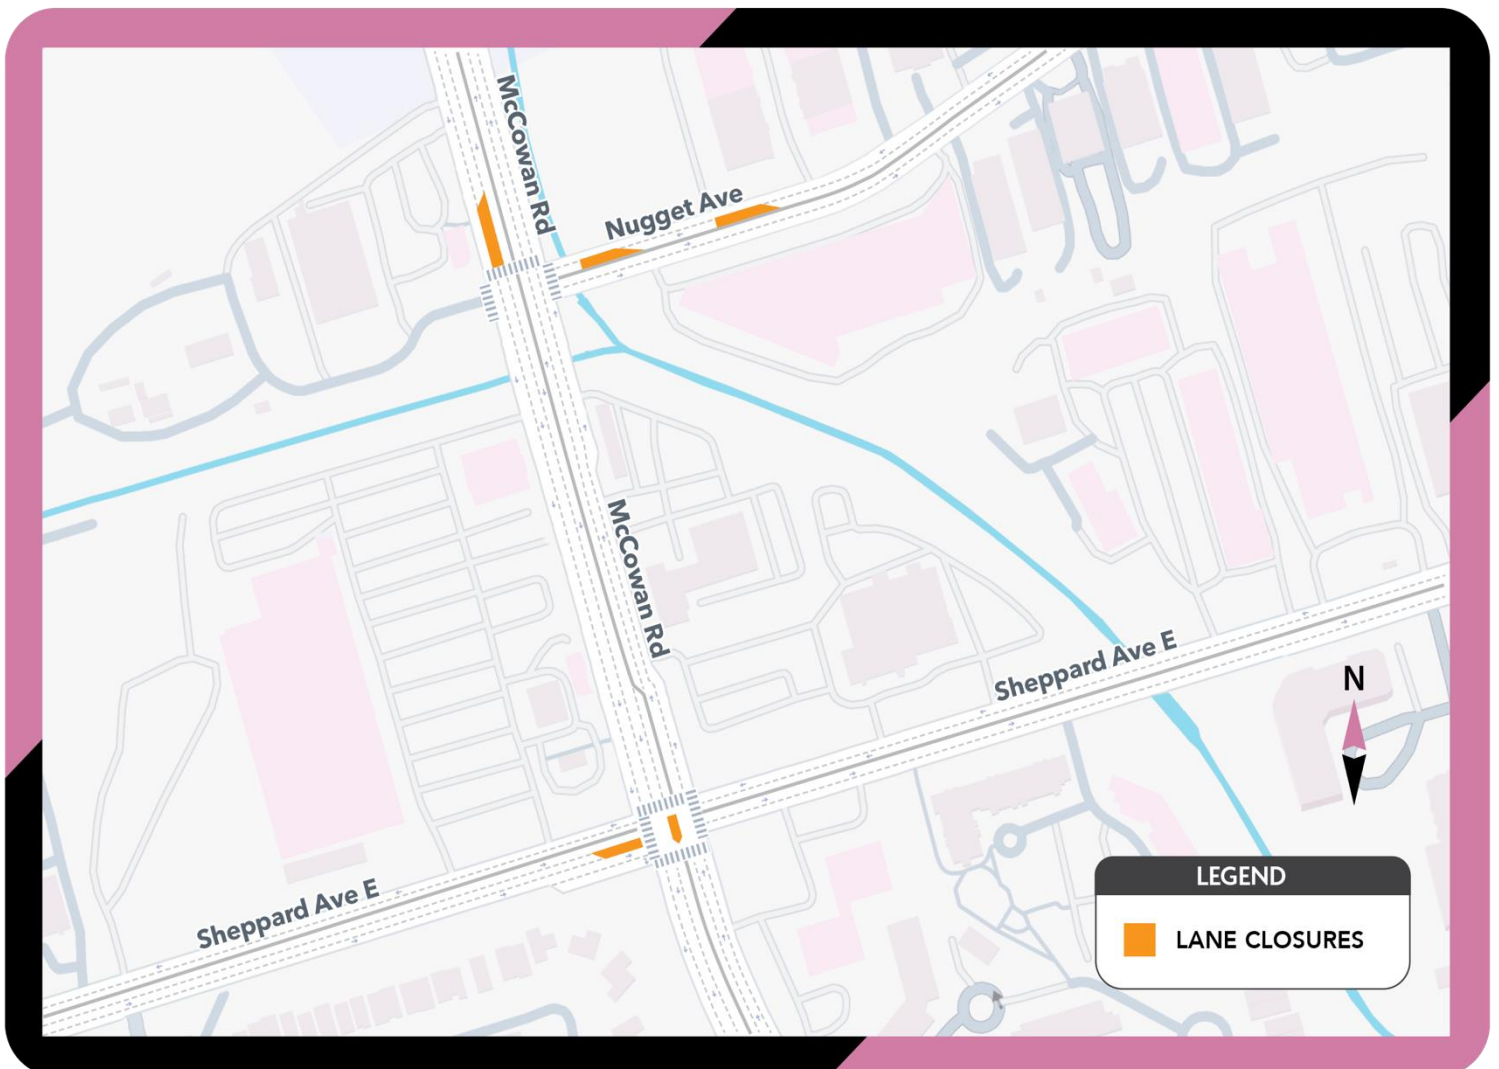 McCowan Rd
Nugget Ave
McCowan Rd
Sheppard Ave E
N
Sheppard Ave E
LEGEND
LANE CLOSURES